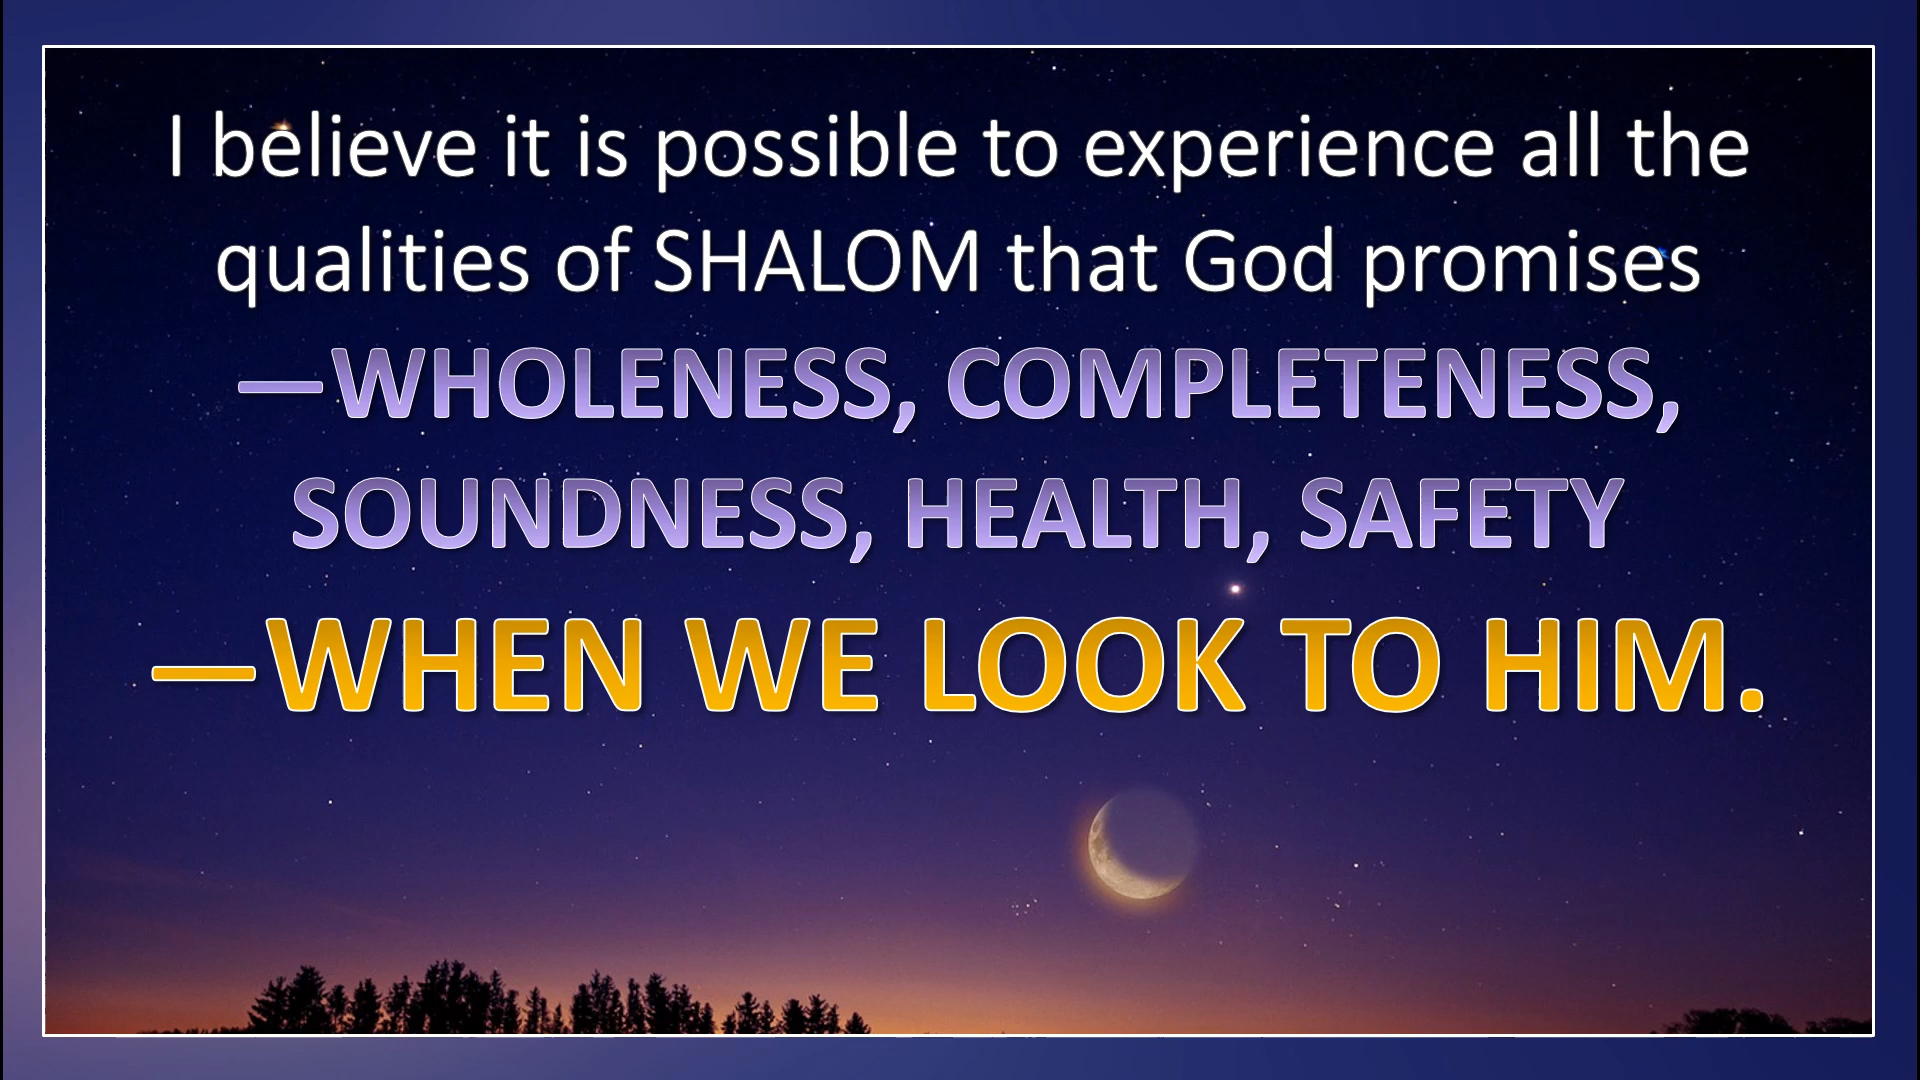 I believe it is possible to experience all the
qualities of SHALOM that God promises
—WHOLENESS, COMPLETENESS,
SOUNDNESS, HEALTH, SAFETY
—WHEN WE LOOK TO HIM.